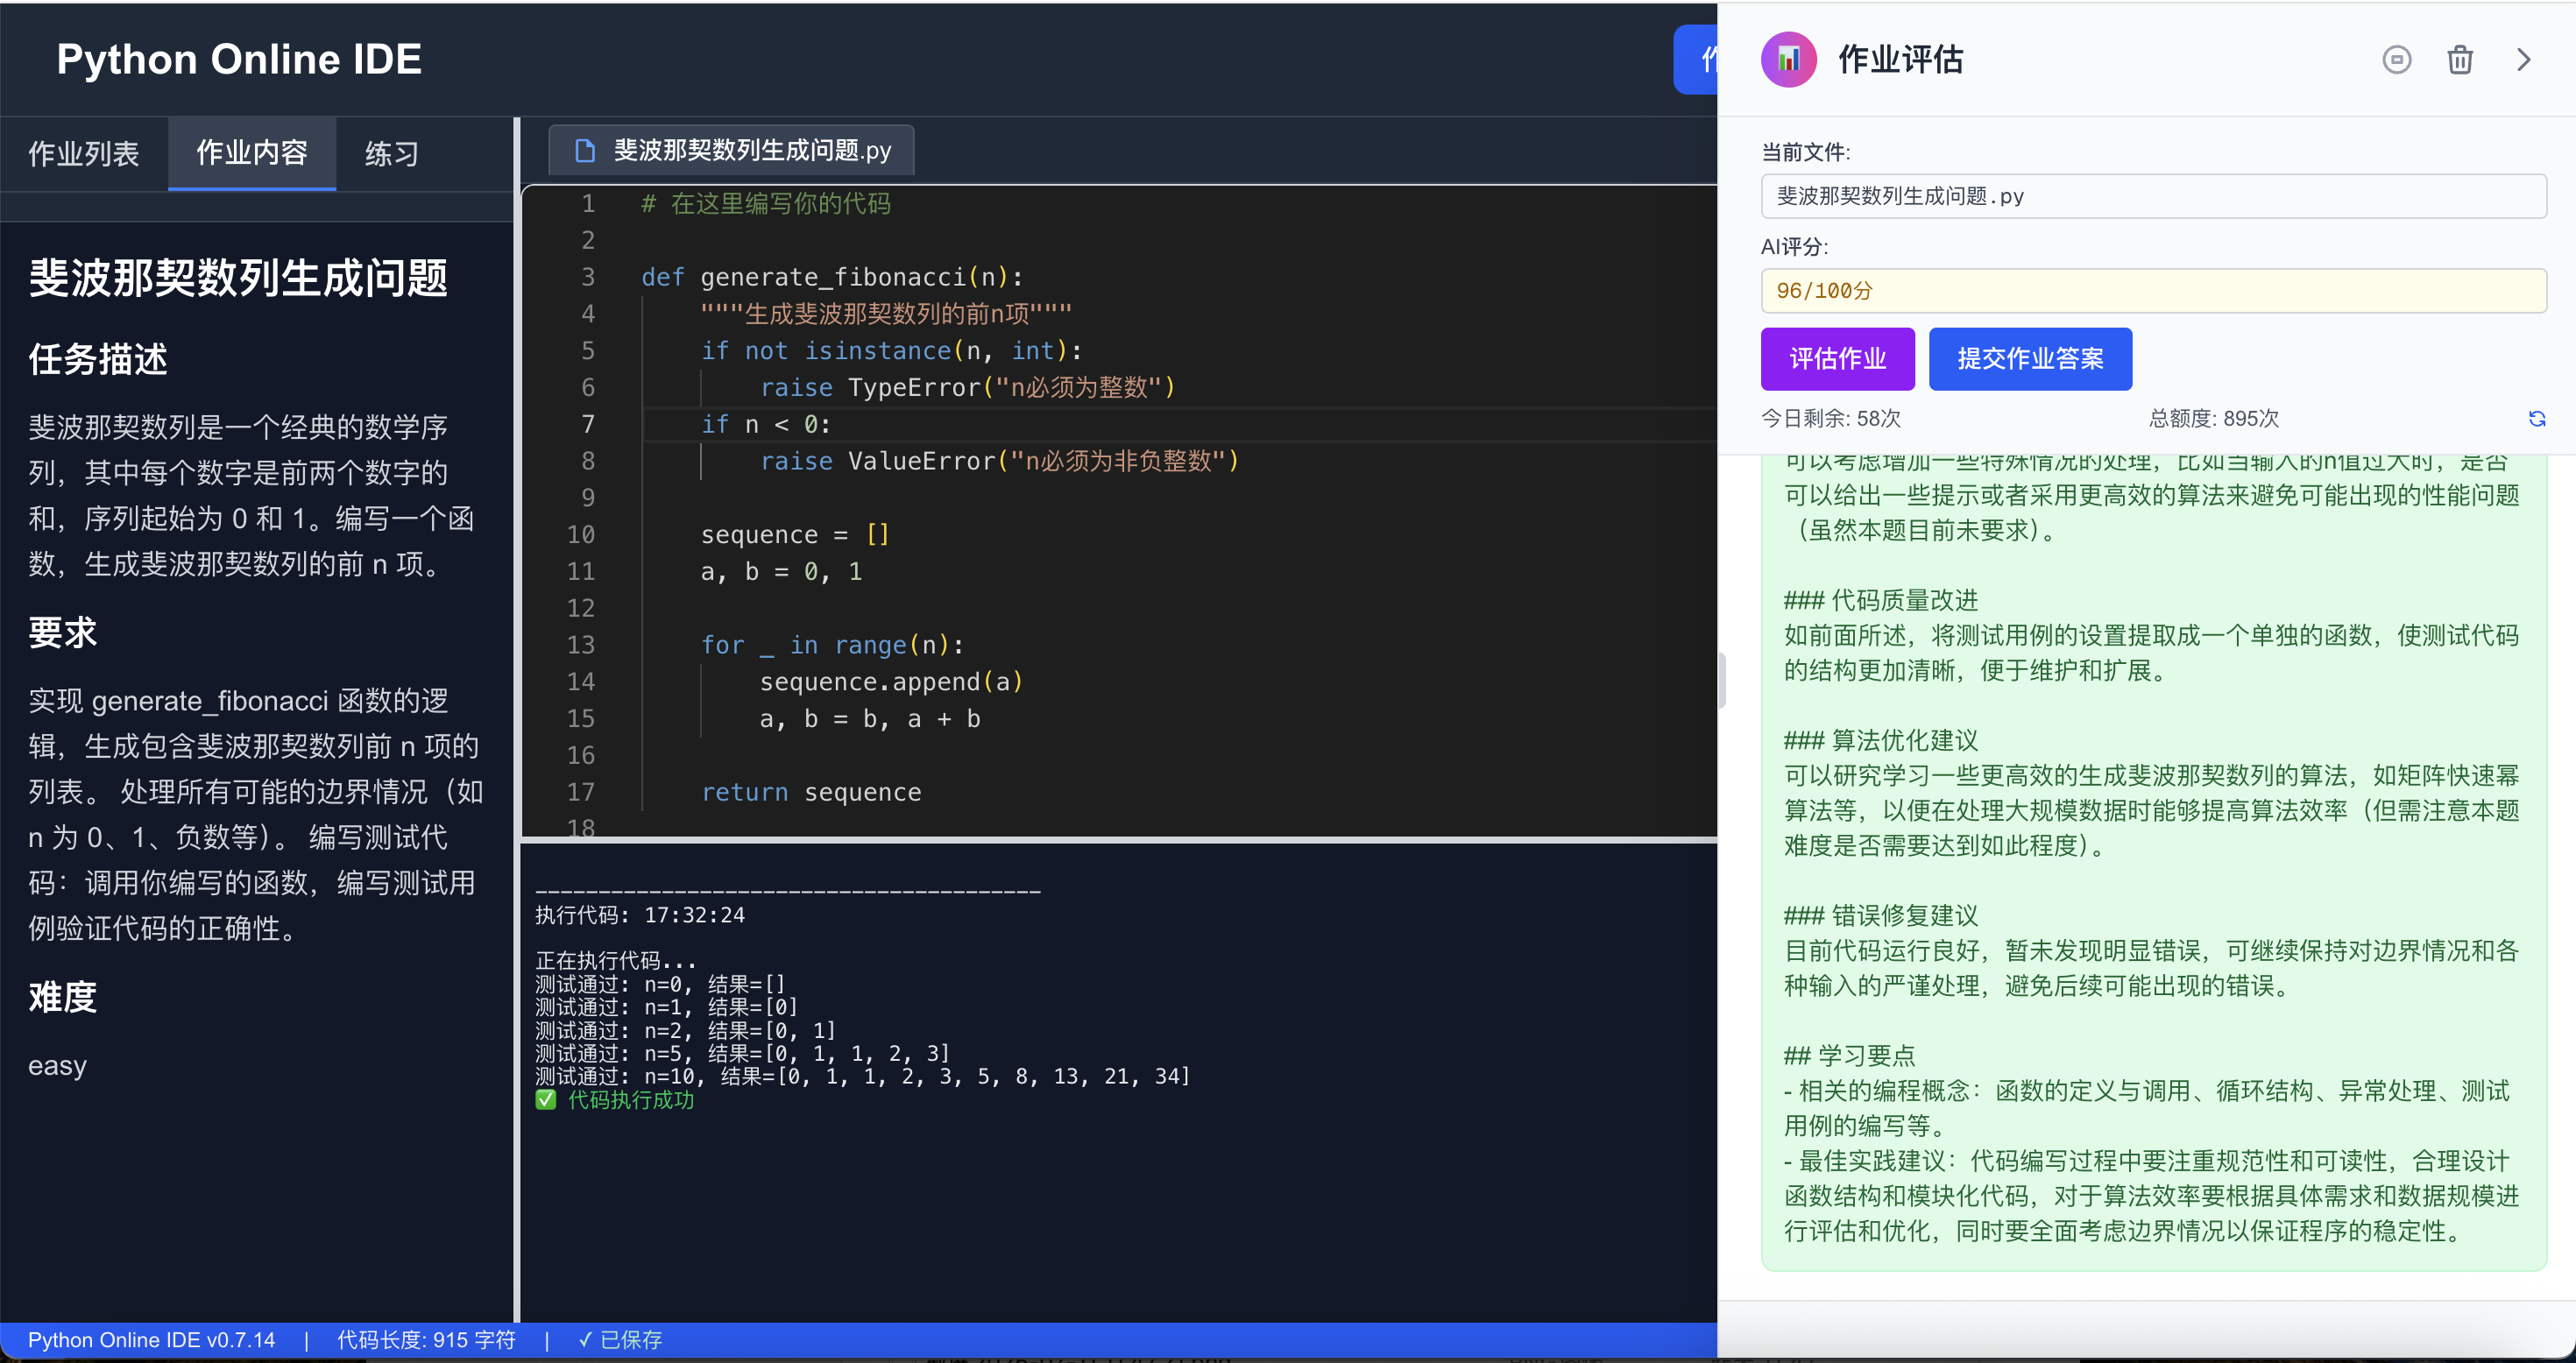 Python Online IDE
作业列表
作业内容
练习
斐波那契数列生成问题
任务描述
斐波那契数列是一个经典的数学序
列，其中每个数字是前两个数字的
和，序列起始为 0 和 1。编写一个函
数，生成斐波那契数列的前 n 项。
要求
实现 generate_fibonacci 函数的逻
辑，生成包含斐波那契数列前 n 项的
列表。 处理所有可能的边界情况（如
n 为 0、1、负数等）。 编写测试代
码：调用你编写的函数，编写测试用
例验证代码的正确性。
难度
easy
斐波那契数列生成问题.py
1 # 在这里编写你的代码
2
3 def generate_fibonacci(n):
4 """生成斐波那契数列的前n项"""
5 if not isinstance(n, int):
6 raise TypeError("n必须为整数")
7 if n < 0:
8 raise ValueError("n必须为非负整数")
9
10 sequence = []
11 a, b = 0, 1
12
13 for _ in range(n):
14 sequence.append(a)
15 a, b = b, a + b
16
17 return sequence
18
----------------------------------------
执行代码: 17:32:24
正在执行代码...
测试通过: n=0, 结果=[]
测试通过: n=1, 结果=[0]
测试通过: n=2, 结果=[0, 1]
测试通过: n=5, 结果=[0, 1, 1, 2, 3]
测试通过: n=10, 结果=[0, 1, 1, 2, 3, 5, 8, 13, 21, 34]
✅ 代码执行成功
作业评估
当前文件:
斐波那契数列生成问题.py
AI评分:
96/100分
评估作业
提交作业答案
今日剩余: 58次
总额度: 895次
可以考虑增加一些特殊情况的处理，比如当输入的n值过大时，是否
可以给出一些提示或者采用更高效的算法来避免可能出现的性能问题
（虽然本题目前未要求）。
### 代码质量改进
如前面所述，将测试用例的设置提取成一个单独的函数，使测试代码
的结构更加清晰，便于维护和扩展。
### 算法优化建议
可以研究学习一些更高效的生成斐波那契数列的算法，如矩阵快速幂
算法等，以便在处理大规模数据时能够提高算法效率（但需注意本题
难度是否需要达到如此程度）。
### 错误修复建议
目前代码运行良好，暂未发现明显错误，可继续保持对边界情况和各
种输入的严谨处理，避免后续可能出现的错误。
## 学习要点
- 相关的编程概念：函数的定义与调用、循环结构、异常处理、测试
用例的编写等。
- 最佳实践建议：代码编写过程中要注重规范性和可读性，合理设计
函数结构和模块化代码，对于算法效率要根据具体需求和数据规模进
行评估和优化，同时要全面考虑边界情况以保证程序的稳定性。
Python Online IDE v0.7.14 | 代码长度: 915 字符 | ✓ 已保存